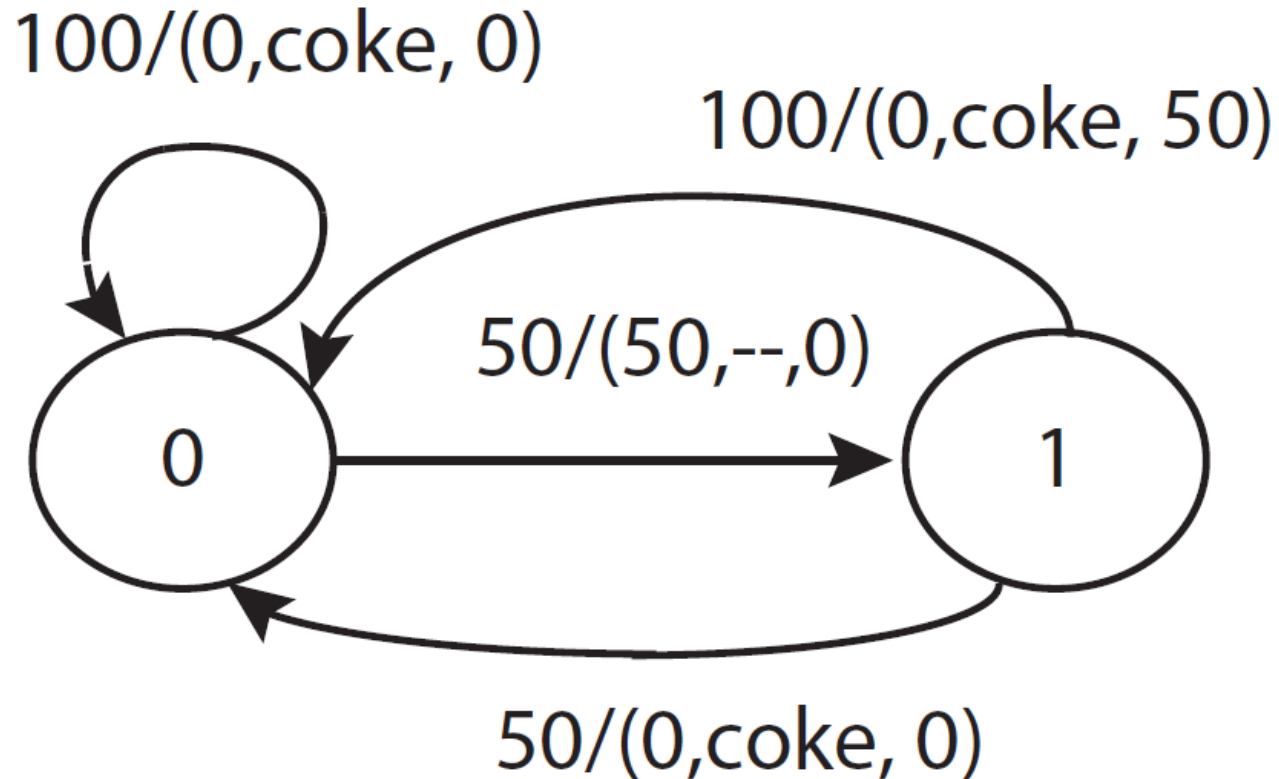 100/(0,coke, 0)
100/(0,coke, 50)
50/(50,--,0)
0
1
50/(0,coke, 0)